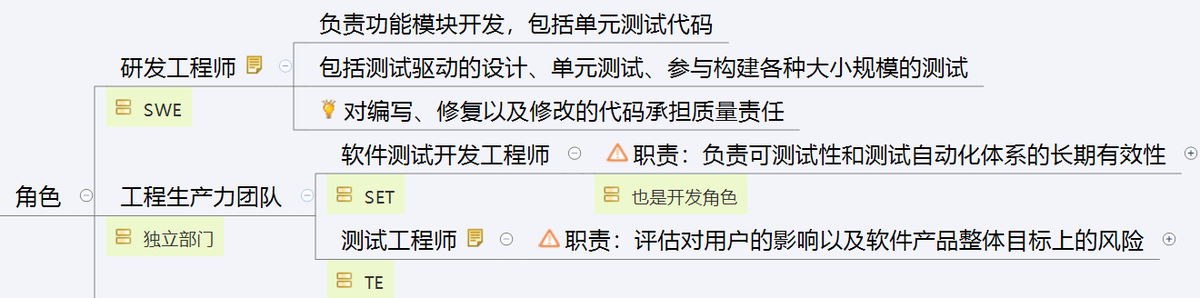 负责功能模块开发，包括单元测试代码
研发工程师
包括测试驱动的设计、单元测试、参与构建各种大小规模的测试
SWE
对编写、修复以及修改的代码承担质量责任
软件测试开发工程师
职责：负责可测试性和测试自动化体系的长期有效性
角色
工程生产力团队
SET
也是开发角色
独立部门
测试工程师
职责：评估对用户的影响以及软件产品整体目标上的风险
TE